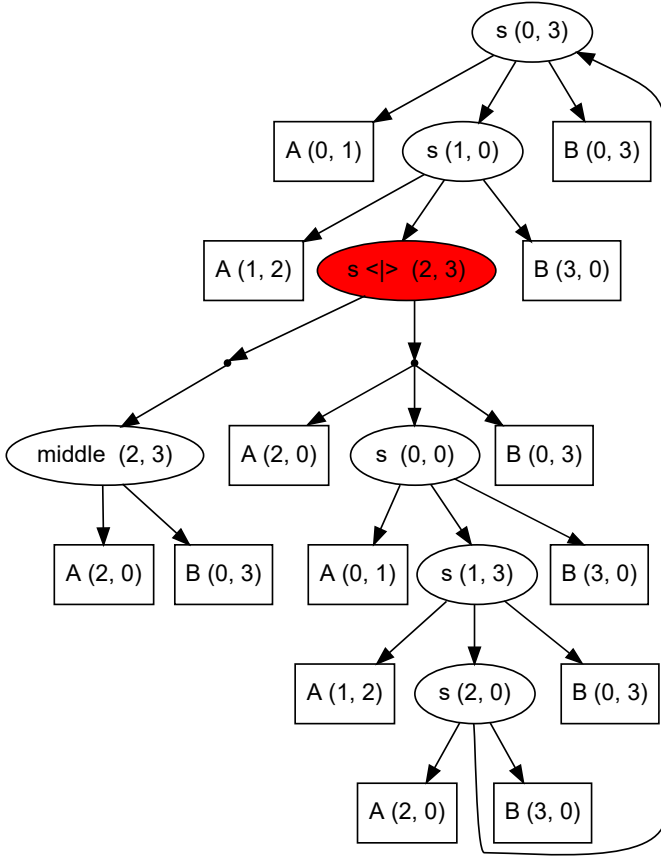 s (0, 3)
A (0, 1)
s (1, 0)
B (0, 3)
A (1, 2)
s <|> (2, 3)
B (3, 0)
middle (2, 3)
A (2, 0)
s (0, 0)
B (0, 3)
A (2, 0)
B (0, 3)
A (0, 1)
s (1, 3)
B (3, 0)
A (1, 2)
s (2, 0)
B (0, 3)
A (2, 0)
B (3, 0)